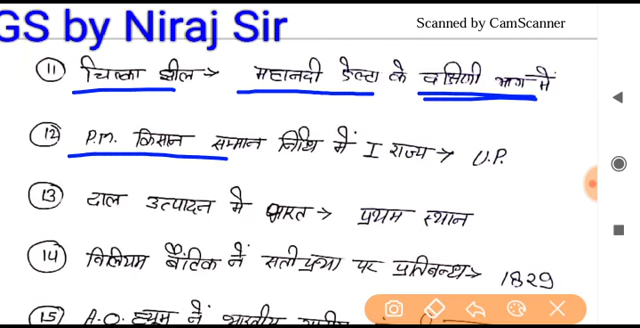 GS by Niraj Sir
Scanned by CamScanner
(11) चिल्का झील → महानदी डेल्टा के दक्षिणी भाग में
(12) P.M. किसान सम्मान निधि में I राज्य → U.P.
(13) दाल उत्पादन में भारत → प्रथम स्थान
(14) विलियम बैंटिक नें सतीप्रथा पर प्रतिबन्ध → 1829
(15) A.O. ह्यूम नें भारतीय